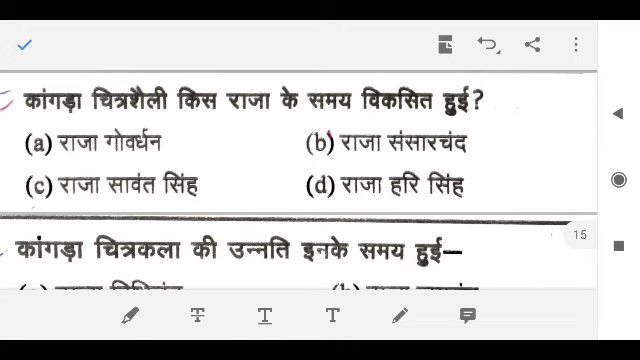 कांगड़ा चित्रशैली किस राजा के समय विकसित हुई?
(a) राजा गोवर्धन (b) राजा संसारचंद
(c) राजा सावंत सिंह (d) राजा हरि सिंह
15
कांगड़ा चित्रकला की उन्नति इनके समय हुई—
T T T